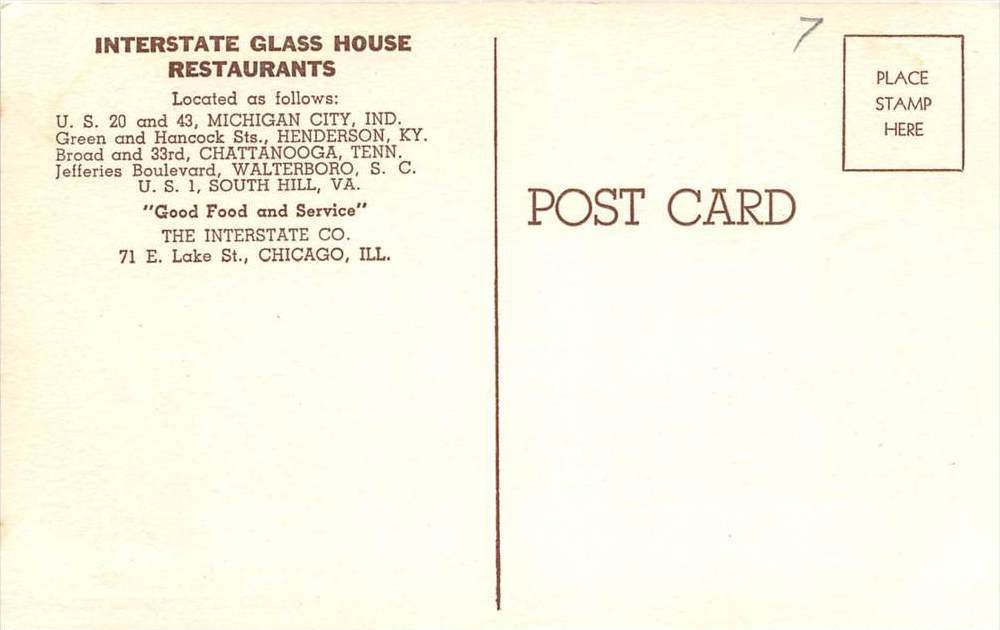 INTERSTATE GLASS HOUSE
RESTAURANTS
Located as follows:
U. S. 20 and 43, MICHIGAN CITY, IND.
Green and Hancock Sts., HENDERSON, KY.
Broad and 33rd, CHATTANOOGA, TENN.
Jefferies Boulevard, WALTERBORO, S. C.
U. S. 1, SOUTH HILL, VA.
"Good Food and Service"
THE INTERSTATE CO.
71 E. Lake St., CHICAGO, ILL.
7
PLACE
STAMP
HERE
POST CARD